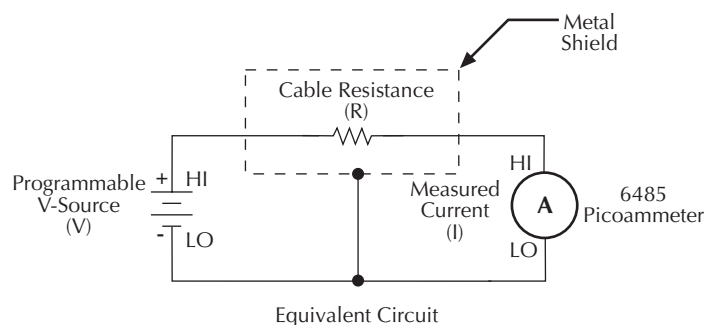 Metal
Shield
Cable Resistance
(R)
+ HI
Programmable
V-Source
(V)
- LO
Measured
Current
(I)
HI
A
LO
6485
Picoammeter
Equivalent Circuit